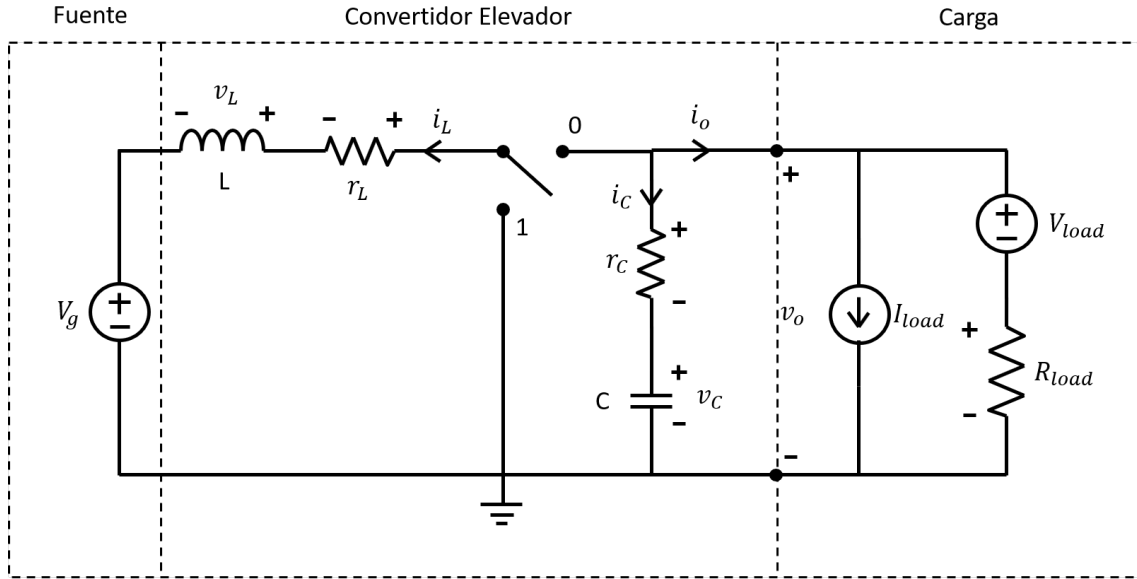 Fuente
Convertidor Elevador
Carga
- v_L +
- +
i_L
0
i_o
L
r_L
1
i_C
+
+
r_C
-
+
-
V_load
V_g
+
-
v_o
I_load
+
R_load
-
C
+
v_C
-
-